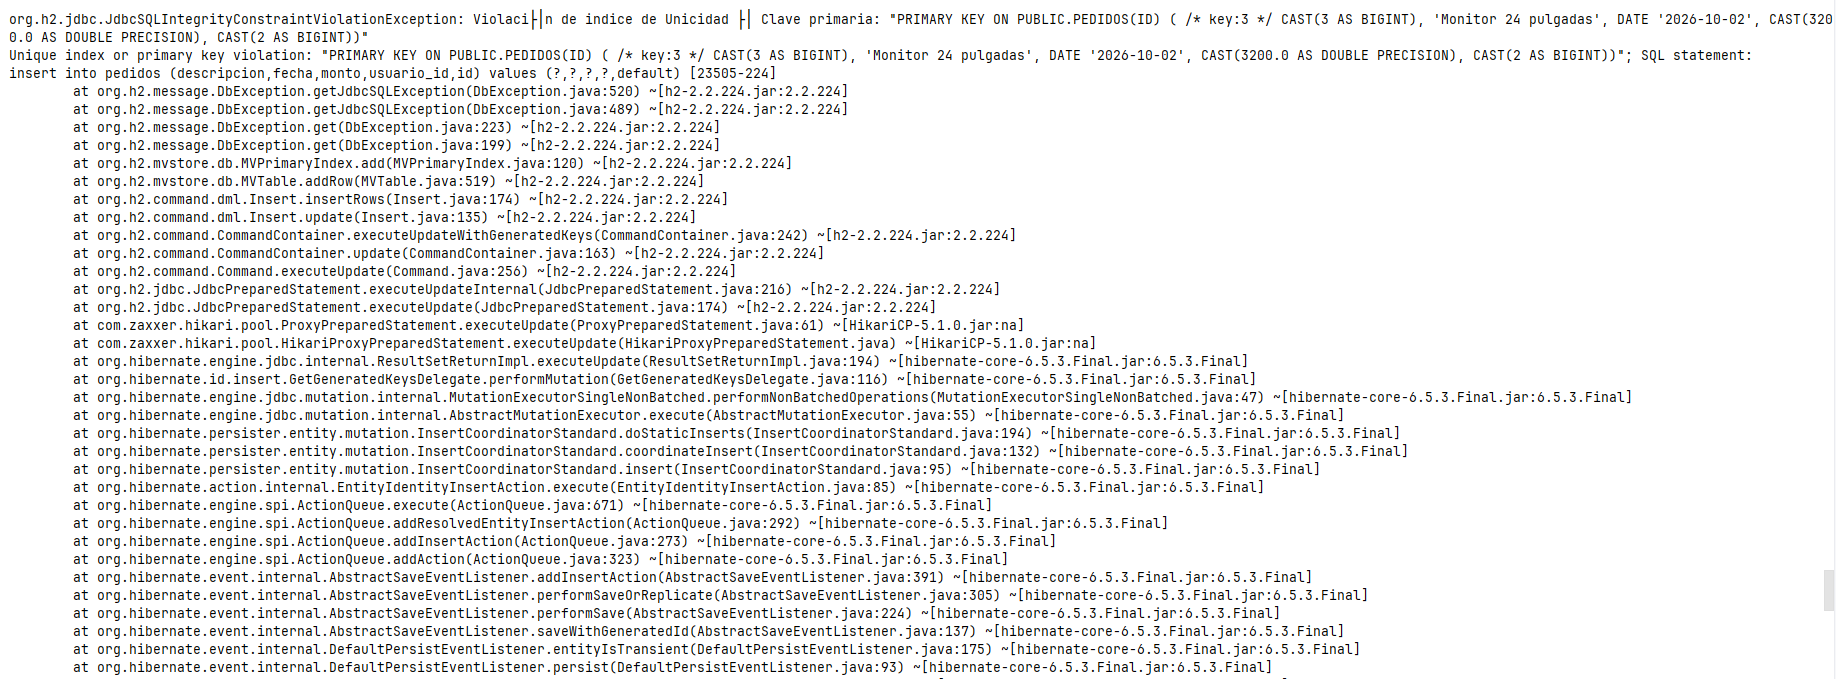 org.h2.jdbc.JdbcSQLIntegrityConstraintViolationException: Violaci├│n de indice de Unicidad ├│ Clave primaria: "PRIMARY KEY ON PUBLIC.PEDIDOS(ID) ( /* key:3 */ CAST(3 AS BIGINT), 'Monitor 24 pulgadas', DATE '2026-10-02', CAST(320
0.0 AS DOUBLE PRECISION), CAST(2 AS BIGINT))"
Unique index or primary key violation: "PRIMARY KEY ON PUBLIC.PEDIDOS(ID) ( /* key:3 */ CAST(3 AS BIGINT), 'Monitor 24 pulgadas', DATE '2026-10-02', CAST(3200.0 AS DOUBLE PRECISION), CAST(2 AS BIGINT))"; SQL statement:
insert into pedidos (descripcion,fecha,monto,usuario_id,id) values (?,?,?,?,default) [23505-224]
at org.h2.message.DbException.getJdbcSQLException(DbException.java:520) ~[h2-2.2.224.jar:2.2.224]
at org.h2.message.DbException.getJdbcSQLException(DbException.java:489) ~[h2-2.2.224.jar:2.2.224]
at org.h2.message.DbException.get(DbException.java:223) ~[h2-2.2.224.jar:2.2.224]
at org.h2.message.DbException.get(DbException.java:199) ~[h2-2.2.224.jar:2.2.224]
at org.h2.mvstore.db.MVPrimaryIndex.add(MVPrimaryIndex.java:120) ~[h2-2.2.224.jar:2.2.224]
at org.h2.mvstore.db.MVTable.addRow(MVTable.java:519) ~[h2-2.2.224.jar:2.2.224]
at org.h2.command.dml.Insert.insertRows(Insert.java:174) ~[h2-2.2.224.jar:2.2.224]
at org.h2.command.dml.Insert.update(Insert.java:135) ~[h2-2.2.224.jar:2.2.224]
at org.h2.command.CommandContainer.executeUpdateWithGeneratedKeys(CommandContainer.java:242) ~[h2-2.2.224.jar:2.2.224]
at org.h2.command.CommandContainer.update(CommandContainer.java:163) ~[h2-2.2.224.jar:2.2.224]
at org.h2.command.Command.executeUpdate(Command.java:256) ~[h2-2.2.224.jar:2.2.224]
at org.h2.jdbc.JdbcPreparedStatement.executeUpdateInternal(JdbcPreparedStatement.java:216) ~[h2-2.2.224.jar:2.2.224]
at org.h2.jdbc.JdbcPreparedStatement.executeUpdate(JdbcPreparedStatement.java:174) ~[h2-2.2.224.jar:2.2.224]
at com.zaxxer.hikari.pool.ProxyPreparedStatement.executeUpdate(ProxyPreparedStatement.java:61) ~[HikariCP-5.1.0.jar:na]
at com.zaxxer.hikari.pool.HikariProxyPreparedStatement.executeUpdate(HikariProxyPreparedStatement.java) ~[HikariCP-5.1.0.jar:na]
at org.hibernate.engine.jdbc.internal.ResultSetReturnImpl.executeUpdate(ResultSetReturnImpl.java:194) ~[hibernate-core-6.5.3.Final.jar:6.5.3.Final]
at org.hibernate.id.insert.GetGeneratedKeysDelegate.performMutation(GetGeneratedKeysDelegate.java:116) ~[hibernate-core-6.5.3.Final.jar:6.5.3.Final]
at org.hibernate.engine.jdbc.mutation.internal.MutationExecutorSingleNonBatched.performNonBatchedOperations(MutationExecutorSingleNonBatched.java:47) ~[hibernate-core-6.5.3.Final.jar:6.5.3.Final]
at org.hibernate.engine.jdbc.mutation.internal.AbstractMutationExecutor.execute(AbstractMutationExecutor.java:55) ~[hibernate-core-6.5.3.Final.jar:6.5.3.Final]
at org.hibernate.persister.entity.mutation.InsertCoordinatorStandard.doStaticInserts(InsertCoordinatorStandard.java:194) ~[hibernate-core-6.5.3.Final.jar:6.5.3.Final]
at org.hibernate.persister.entity.mutation.InsertCoordinatorStandard.coordinateInsert(InsertCoordinatorStandard.java:132) ~[hibernate-core-6.5.3.Final.jar:6.5.3.Final]
at org.hibernate.persister.entity.mutation.InsertCoordinatorStandard.insert(InsertCoordinatorStandard.java:95) ~[hibernate-core-6.5.3.Final.jar:6.5.3.Final]
at org.hibernate.action.internal.EntityIdentityInsertAction.execute(EntityIdentityInsertAction.java:85) ~[hibernate-core-6.5.3.Final.jar:6.5.3.Final]
at org.hibernate.engine.spi.ActionQueue.execute(ActionQueue.java:671) ~[hibernate-core-6.5.3.Final.jar:6.5.3.Final]
at org.hibernate.engine.spi.ActionQueue.addResolvedEntityInsertAction(ActionQueue.java:292) ~[hibernate-core-6.5.3.Final.jar:6.5.3.Final]
at org.hibernate.engine.spi.ActionQueue.addInsertAction(ActionQueue.java:273) ~[hibernate-core-6.5.3.Final.jar:6.5.3.Final]
at org.hibernate.engine.spi.ActionQueue.addAction(ActionQueue.java:323) ~[hibernate-core-6.5.3.Final.jar:6.5.3.Final]
at org.hibernate.event.internal.AbstractSaveEventListener.addInsertAction(AbstractSaveEventListener.java:391) ~[hibernate-core-6.5.3.Final.jar:6.5.3.Final]
at org.hibernate.event.internal.AbstractSaveEventListener.performSaveOrReplicate(AbstractSaveEventListener.java:305) ~[hibernate-core-6.5.3.Final.jar:6.5.3.Final]
at org.hibernate.event.internal.AbstractSaveEventListener.performSave(AbstractSaveEventListener.java:224) ~[hibernate-core-6.5.3.Final.jar:6.5.3.Final]
at org.hibernate.event.internal.AbstractSaveEventListener.saveWithGeneratedId(AbstractSaveEventListener.java:137) ~[hibernate-core-6.5.3.Final.jar:6.5.3.Final]
at org.hibernate.event.internal.DefaultPersistEventListener.entityIsTransient(DefaultPersistEventListener.java:175) ~[hibernate-core-6.5.3.Final.jar:6.5.3.Final]
at org.hibernate.event.internal.DefaultPersistEventListener.persist(DefaultPersistEventListener.java:93) ~[hibernate-core-6.5.3.Final.jar:6.5.3.Final]